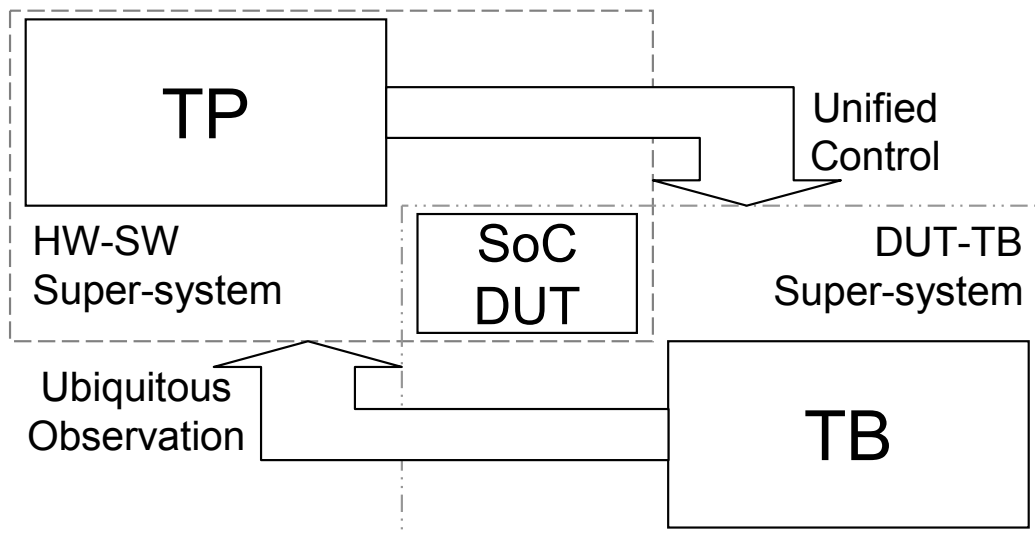 TP
Unified
Control
HW-SW
Super-system
SoC
DUT
DUT-TB
Super-system
Ubiquitous
Observation
TB